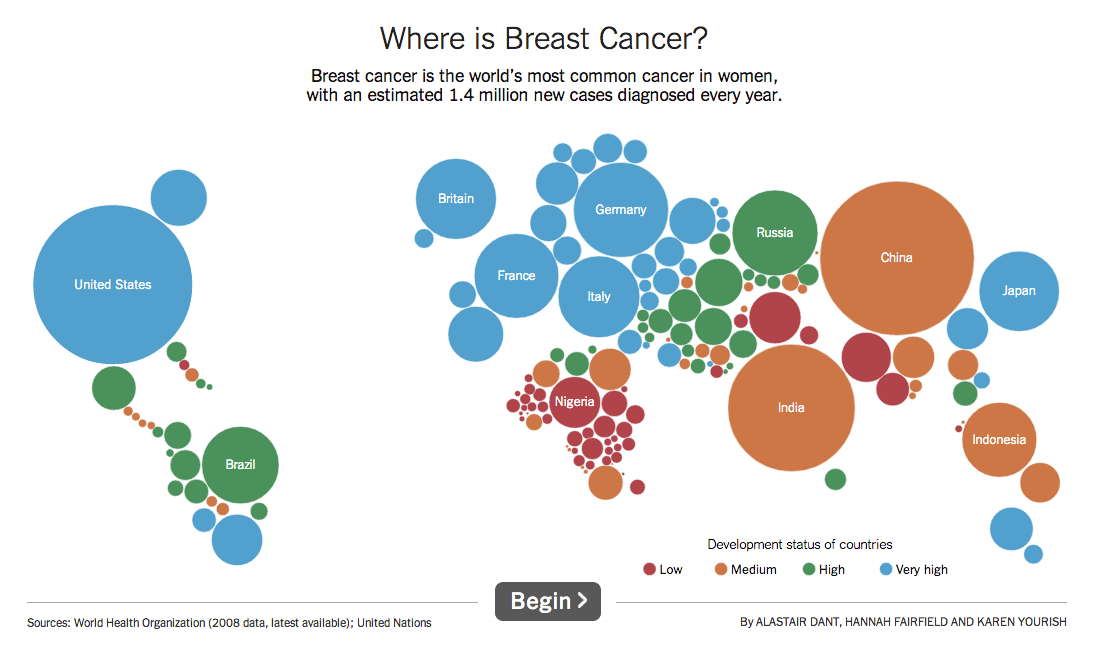 Where is Breast Cancer?
Breast cancer is the world's most common cancer in women,
with an estimated 1.4 million new cases diagnosed every year.
Britain
Germany
Russia
China
United States
France
Italy
Japan
Nigeria
India
Indonesia
Brazil
Development status of countries
Low
Medium
High
Very high
Begin >
Sources: World Health Organization (2008 data, latest available); United Nations
By ALASTAIR DANT, HANNAH FAIRFIELD AND KAREN YOURISH